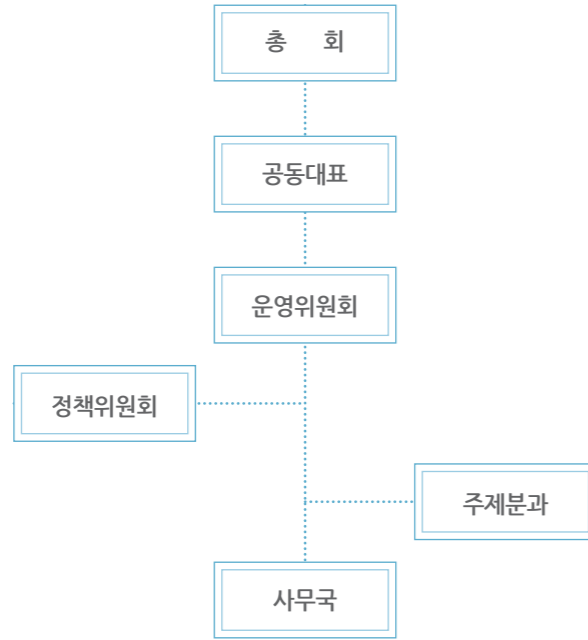 총 회
공동대표
운영위원회
정책위원회
주제분과
사무국